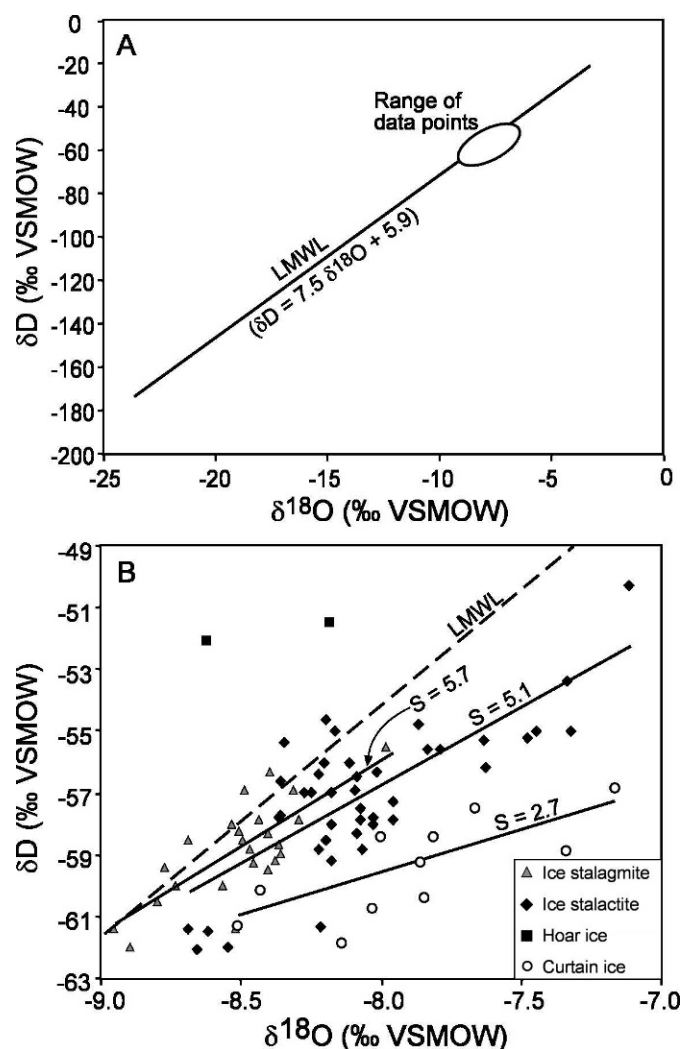 A
0
-20
-40
-60
-80
-100
-120
-140
-160
-180
-200
δD (‰ VSMOW)
Range of
data points
LMWL
(δD = 7.5 δ¹⁸O + 5.9)
-25
-20
-15
-10
-5
0
δ¹⁸O (‰ VSMOW)
B
-49
-51
-53
-55
-57
-59
-61
-63
δD (‰ VSMOW)
LMWL
S = 5.7
S = 5.1
S = 2.7
Ice stalagmite
Ice stalactite
Hoar ice
Curtain ice
-9.0
-8.5
-8.0
-7.5
-7.0
δ¹⁸O (‰ VSMOW)